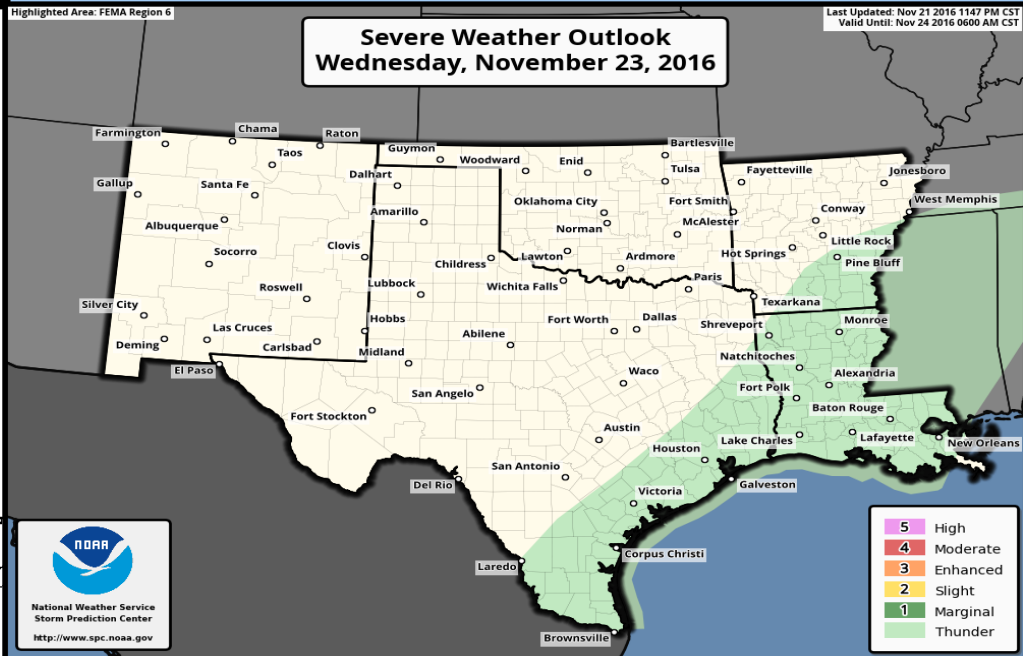 Highlighted Area: FEMA Region 6
Last Updated: Nov 21 2016 1147 PM CST
Valid Until: Nov 24 2016 0600 AM CST
Severe Weather Outlook
Wednesday, November 23, 2016
Farmington
Chama
Raton
Taos
Guymon
Woodward
Enid
Bartlesville
Gallup
Santa Fe
Dalhart
Tulsa
Fayetteville
Jonesboro
Albuquerque
Amarillo
Oklahoma City
Fort Smith
West Memphis
Norman
McAlester
Conway
Socorro
Clovis
Childress
Lawton
Ardmore
Hot Springs
Little Rock
Pine Bluff
Roswell
Lubbock
Wichita Falls
Paris
Texarkana
Silver City
Las Cruces
Hobbs
Abilene
Fort Worth
Dallas
Shreveport
Monroe
Deming
Carlsbad
Midland
Natchitoches
El Paso
San Angelo
Waco
Fort Polk
Alexandria
Fort Stockton
Austin
Baton Rouge
Houston
Lake Charles
Lafayette
New Orleans
San Antonio
Del Rio
Victoria
Galveston
Laredo
Corpus Christi
Brownsville
NOAA
National Weather Service
Storm Prediction Center
http://www.spc.noaa.gov
5 High
4 Moderate
3 Enhanced
2 Slight
1 Marginal
Thunder